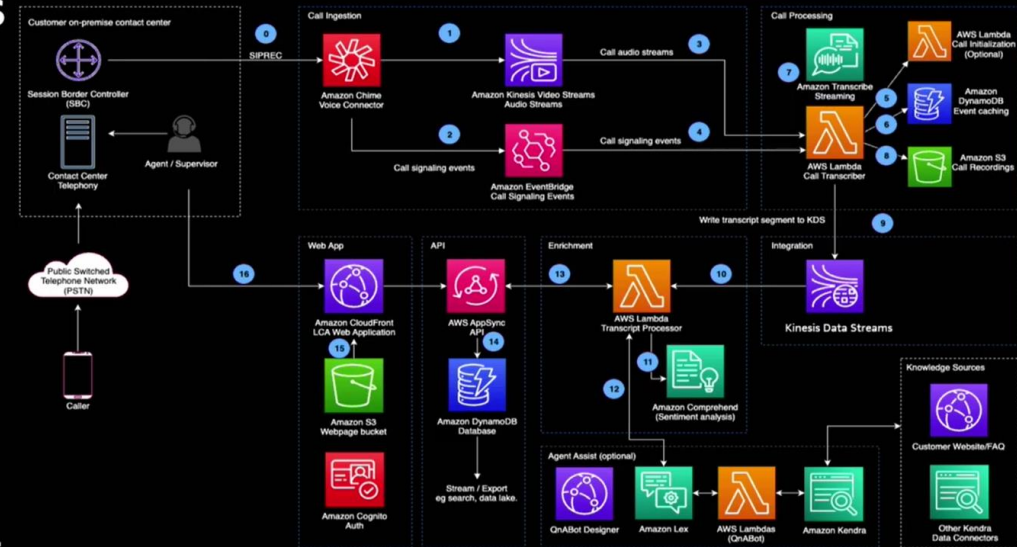 S
Customer on-premise contact center
Session Border Controller
(SBC)
Contact Center
Telephony
Agent / Supervisor
Public Switched
Telephone Network
(PSTN)
Caller
0
SIPREC
Call Ingestion
Amazon Chime
Voice Connector
1
Amazon Kinesis Video Streams
Audio Streams
Call audio streams
3
2
Call signaling events
Amazon EventBridge
Call Signaling Events
Call signaling events
4
Call Processing
7
Amazon Transcribe
Streaming
AWS Lambda
Call Transcriber
5
6
8
AWS Lambda
Call Initialization
(Optional)
Amazon
DynamoDB
Event caching
Amazon S3
Call Recordings
Write transcript segment to KDS
9
16
Web App
Amazon CloudFront
LCA Web Application
15
Amazon S3
Webpage bucket
Amazon Cognito
Auth
API
AWS AppSync
API
14
Amazon DynamoDB
Database
Stream / Export
eg search, data lake.
13
Enrichment
AWS Lambda
Transcript Processor
10
11
12
Amazon Comprehend
(Sentiment analysis)
Integration
Kinesis Data Streams
Agent Assist (optional)
QnABot Designer
Amazon Lex
AWS Lambdas
(QnABot)
Amazon Kendra
Knowledge Sources
Customer Website/FAQ
Other Kendra
Data Connectors